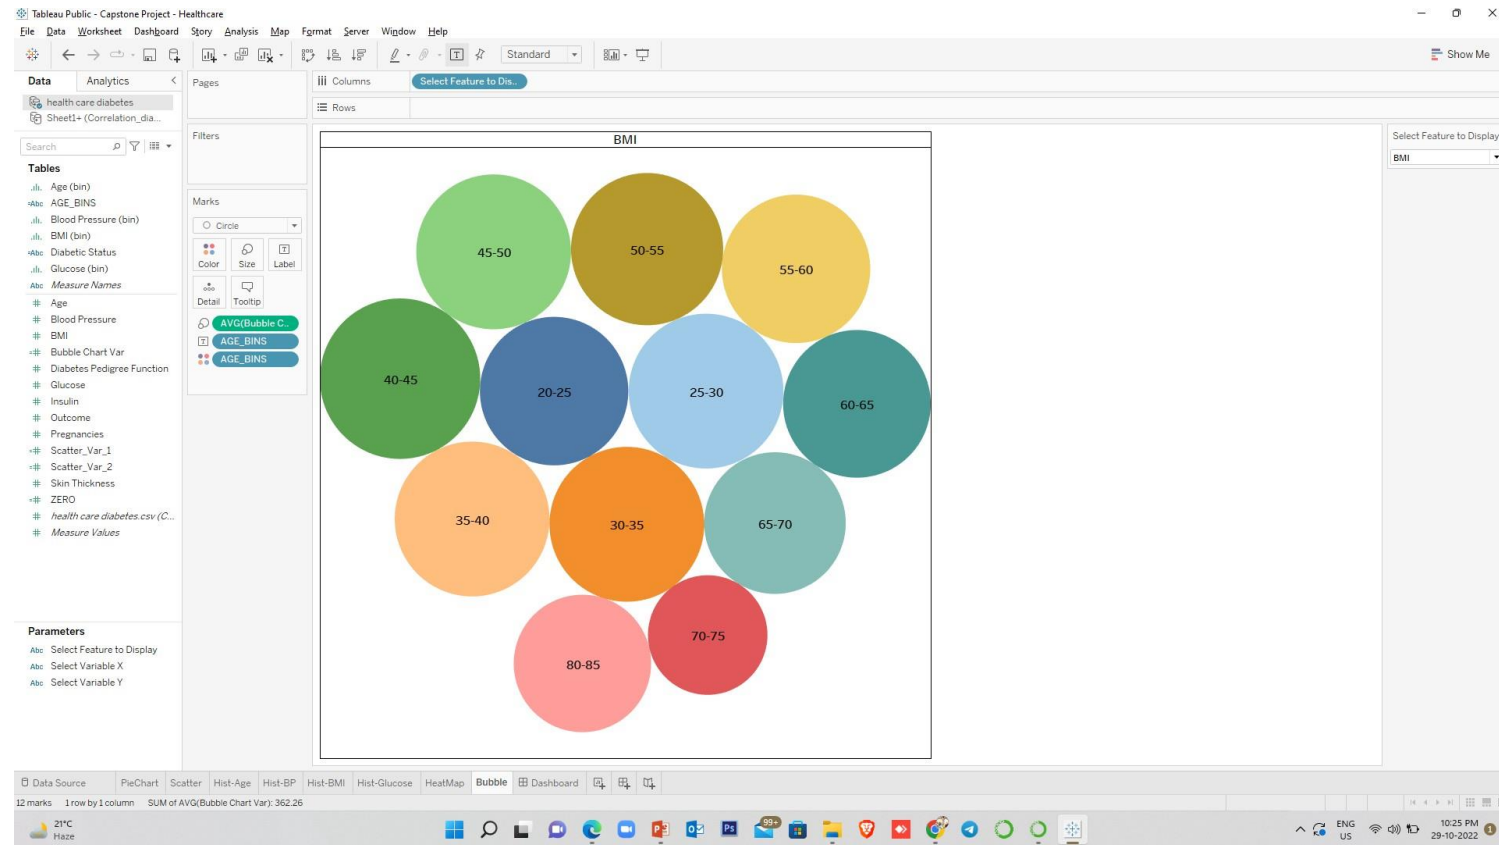 Tableau Public - Capstone Project - Healthcare
File Data Worksheet Dashboard Story Analysis Map Format Server Window Help
Standard
Show Me
Data Analytics
health care diabetes
Sheet1+ (Correlation_dia...
Search
Tables
Age (bin)
Abc AGE_BINS
Blood Pressure (bin)
BMI (bin)
Abc Diabetic Status
Glucose (bin)
Abc Measure Names
Age
Blood Pressure
BMI
Bubble Chart Var
Diabetes Pedigree Function
Glucose
Insulin
Outcome
Pregnancies
Scatter_Var_1
Scatter_Var_2
Skin Thickness
ZERO
health care diabetes.csv (C...
Measure Values
Parameters
Abc Select Feature to Display
Abc Select Variable X
Abc Select Variable Y
Pages
Filters
Marks
Circle
Color Size Label
Detail Tooltip
AVG(Bubble C..
AGE_BINS
AGE_BINS
Columns Select Feature to Dis..
Rows
BMI
45-50
50-55
55-60
40-45
20-25
25-30
60-65
35-40
30-35
65-70
80-85
70-75
Select Feature to Display
BMI
Data Source PieChart Scatter Hist-Age Hist-BP Hist-BMI Hist-Glucose HeatMap Bubble Dashboard
12 marks 1 row by 1 column SUM of AVG(Bubble Chart Var): 362.26
21°C
Haze
99+
ENG
US
10:25 PM
29-10-2022
1